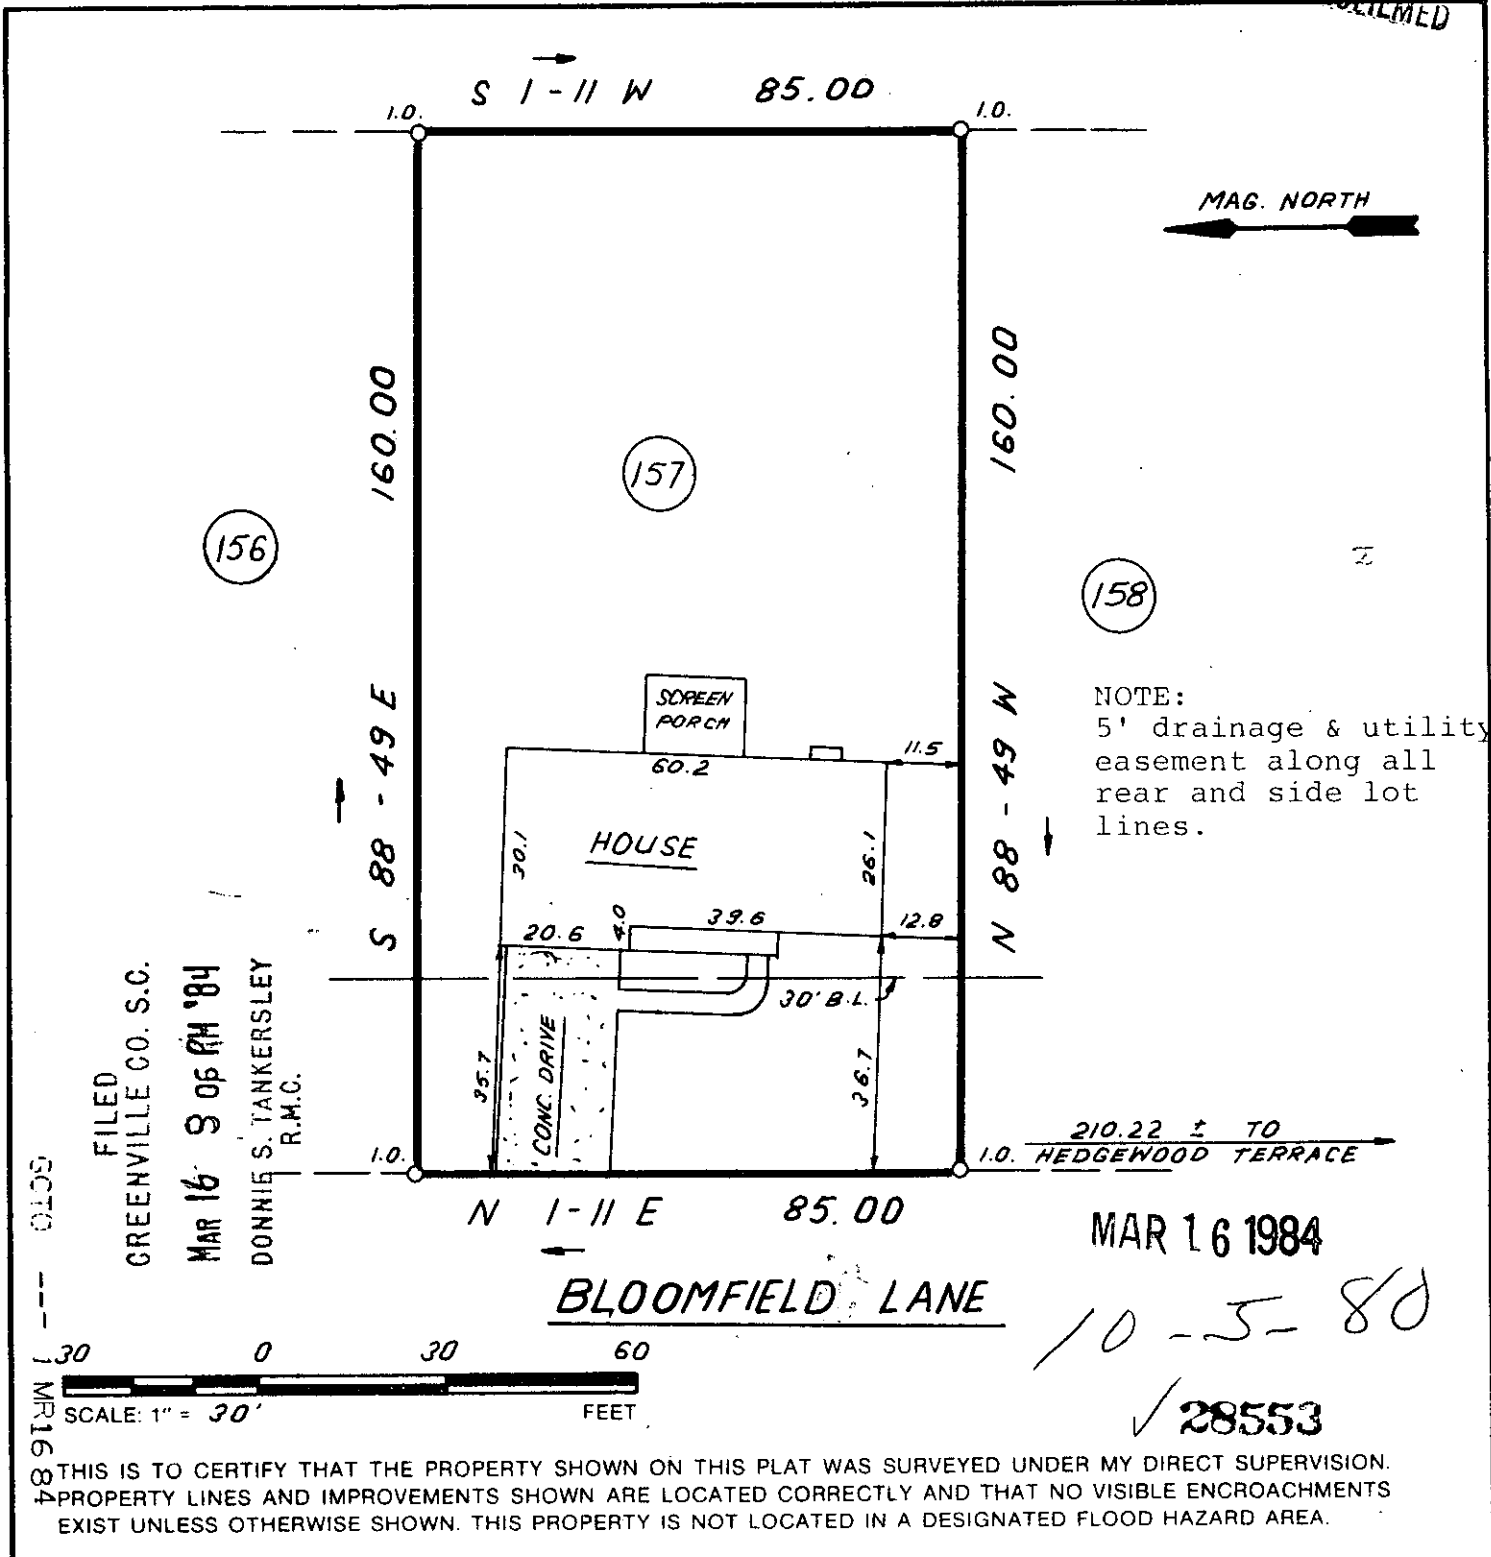 S 1-11 W 85.00
I.O.
I.O.
MAG. NORTH
160.00
160.00
157
156
158
S 88 - 49 E
N 88 - 49 W
NOTE:
5' drainage & utility
easement along all
rear and side lot
lines.
SCREEN
PORCH
60.2
11.5
HOUSE
30.1
26.1
20.6
4.0
39.6
12.8
30' B.L.
35.7
CONC. DRIVE
36.7
FILED
GREENVILLE CO. S.C.
MAR 16 3 06 PM '84
DONNIE S. TANKERSLEY
R.M.C.
I.O.
I.O.
210.22 ± TO
HEDGEWOOD TERRACE
N 1-11 E 85.00
MAR 16 1984
BLOOMFIELD LANE
10-5-80
30 0 30 60
SCALE: 1" = 30' FEET
✓ 28553
GCTO --- 1 MR16 84
THIS IS TO CERTIFY THAT THE PROPERTY SHOWN ON THIS PLAT WAS SURVEYED UNDER MY DIRECT SUPERVISION.
PROPERTY LINES AND IMPROVEMENTS SHOWN ARE LOCATED CORRECTLY AND THAT NO VISIBLE ENCROACHMENTS
EXIST UNLESS OTHERWISE SHOWN. THIS PROPERTY IS NOT LOCATED IN A DESIGNATED FLOOD HAZARD AREA.